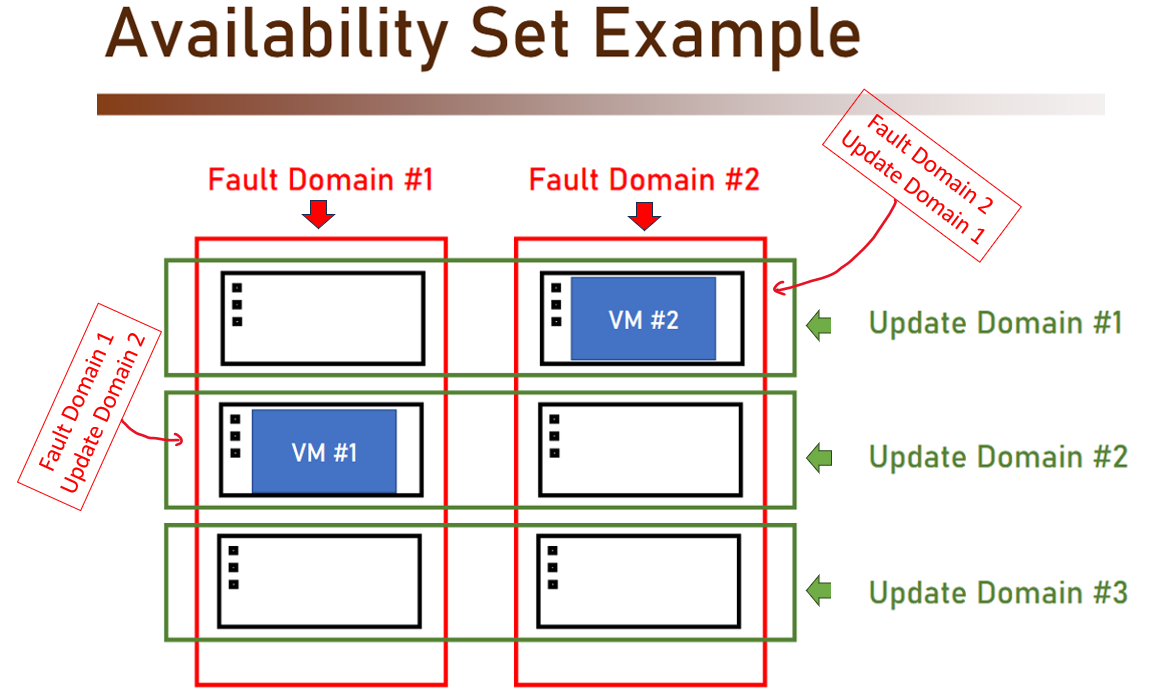 Availability Set Example
Fault Domain #1
Fault Domain #2
Fault Domain 2
Update Domain 1
VM #2
Update Domain #1
Fault Domain 1
Update Domain 2
VM #1
Update Domain #2
Update Domain #3